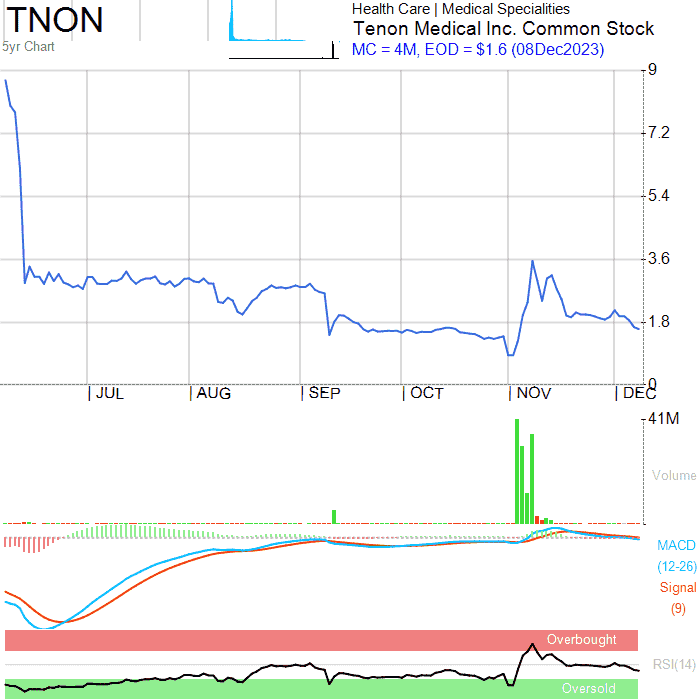 TNON
5yr Chart
Health Care | Medical Specialities
Tenon Medical Inc. Common Stock
MC = 4M, EOD = $1.6 (08Dec2023)
9
7.2
5.4
3.6
1.8
0
JUL AUG SEP OCT NOV DEC
41M
Volume
MACD
(12-26)
Signal
(9)
Overbought
RSI(14)
Oversold